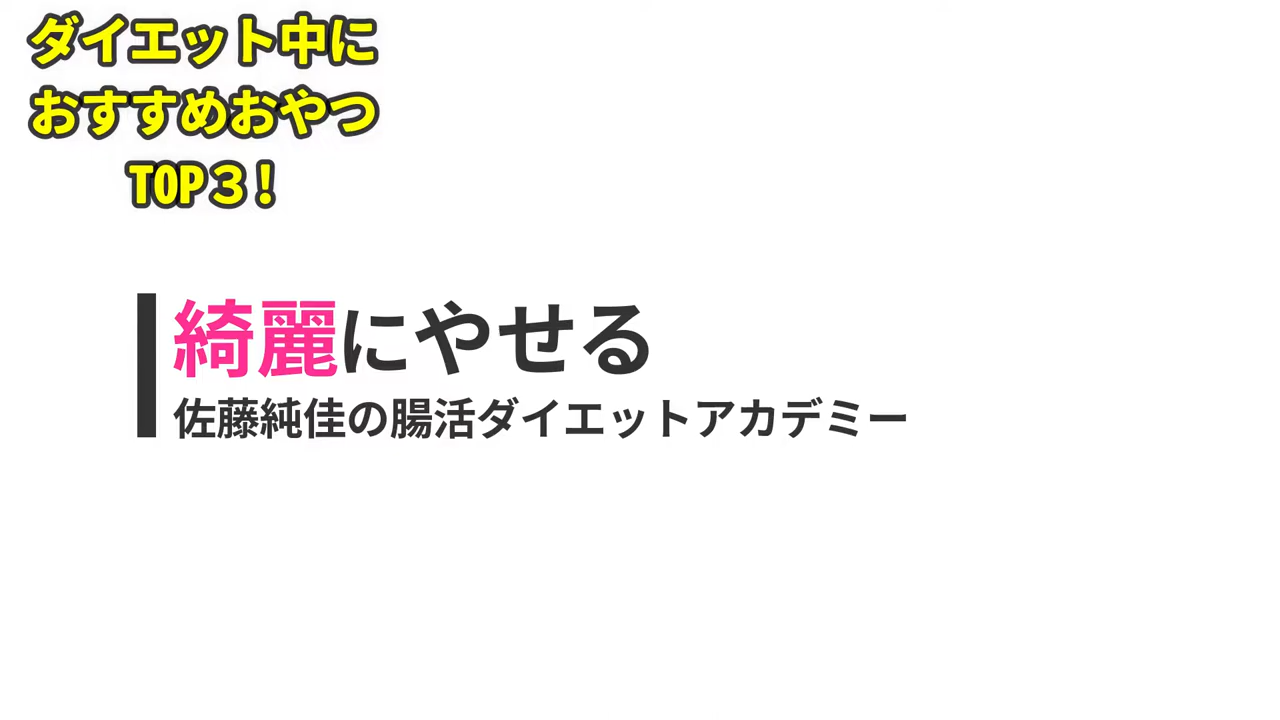 ダイエット中に
おすすめおやつ
TOP３！
綺麗にやせる
佐藤純佳の腸活ダイエットアカデミー